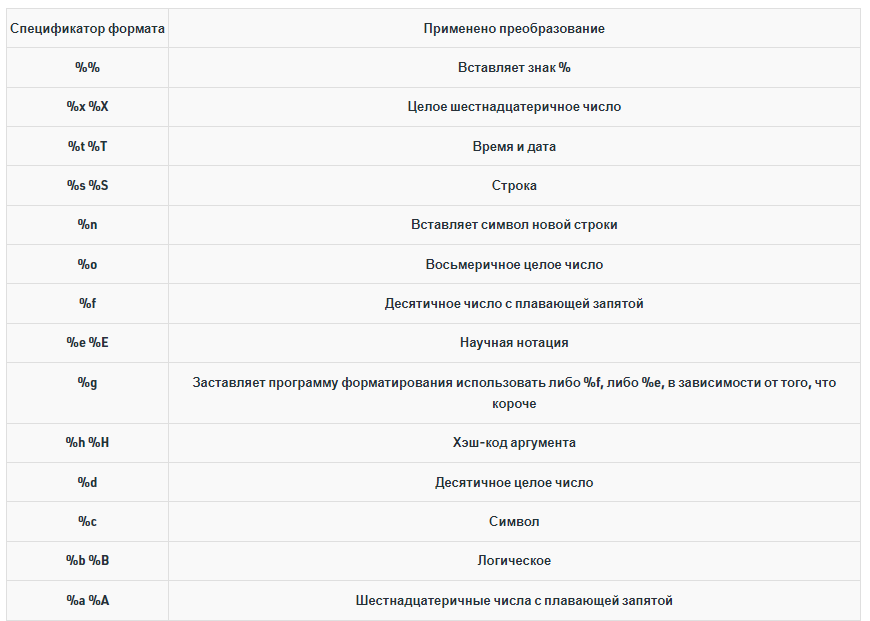 Спецификатор формата Применено преобразование
%% Вставляет знак %
%x %X Целое шестнадцатеричное число
%t %T Время и дата
%s %S Строка
%n Вставляет символ новой строки
%o Восьмеричное целое число
%f Десятичное число с плавающей запятой
%e %E Научная нотация
%g Заставляет программу форматирования использовать либо %f, либо %e, в зависимости от того, что
короче
%h %H Хэш-код аргумента
%d Десятичное целое число
%c Символ
%b %B Логическое
%a %A Шестнадцатеричные числа с плавающей запятой